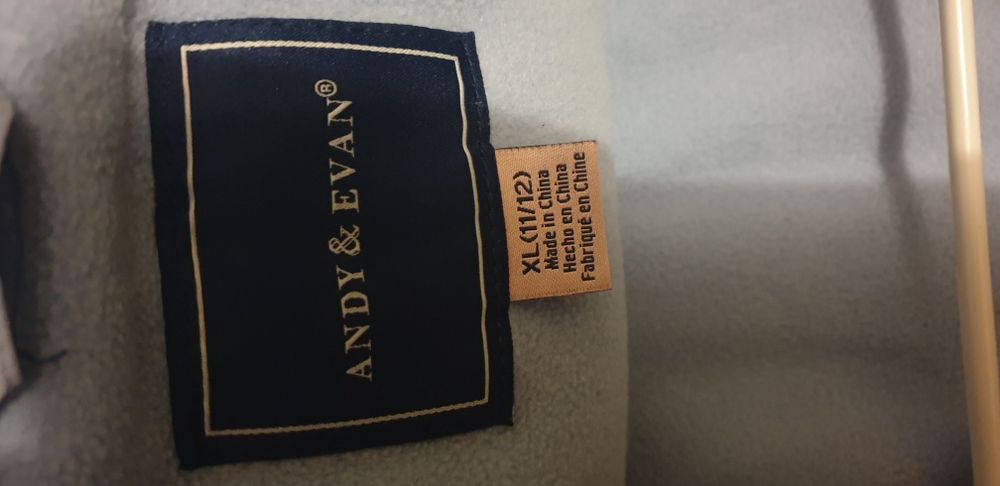 ANDY & EVAN®
XL(11/12)
Made in China
Hecho en China
Fabriqué en Chine